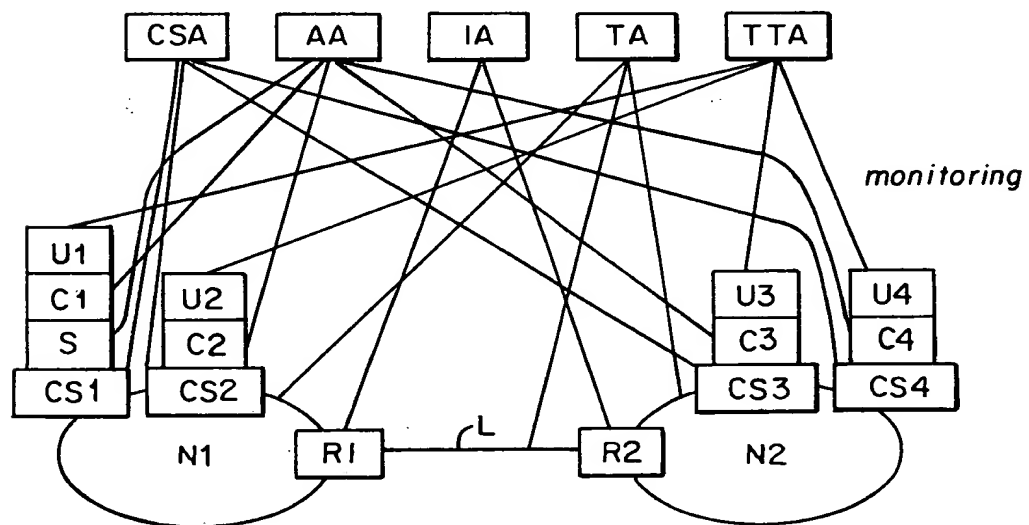 CSA AA IA TA TTA
monitoring
U1
C1
S
CS1
U2
C2
CS2
U3
C3
CS3
U4
C4
CS4
N1
R1
L
R2
N2